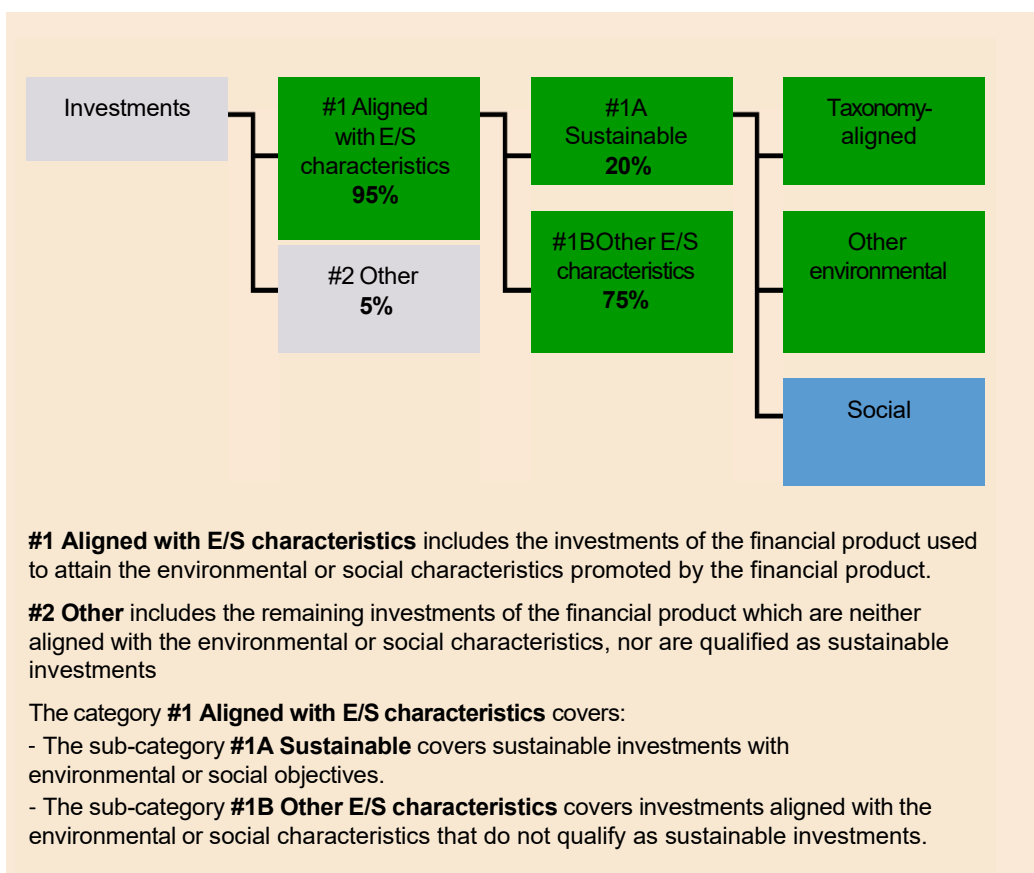 Investments
#1 Aligned
with E/S
characteristics
95%
#2 Other
5%
#1A
Sustainable
20%
#1BOther E/S
characteristics
75%
Taxonomy-
aligned
Other
environmental
Social
#1 Aligned with E/S characteristics includes the investments of the financial product used
to attain the environmental or social characteristics promoted by the financial product.
#2 Other includes the remaining investments of the financial product which are neither
aligned with the environmental or social characteristics, nor are qualified as sustainable
investments
The category #1 Aligned with E/S characteristics covers:
- The sub-category #1A Sustainable covers sustainable investments with
environmental or social objectives.
- The sub-category #1B Other E/S characteristics covers investments aligned with the
environmental or social characteristics that do not qualify as sustainable investments.